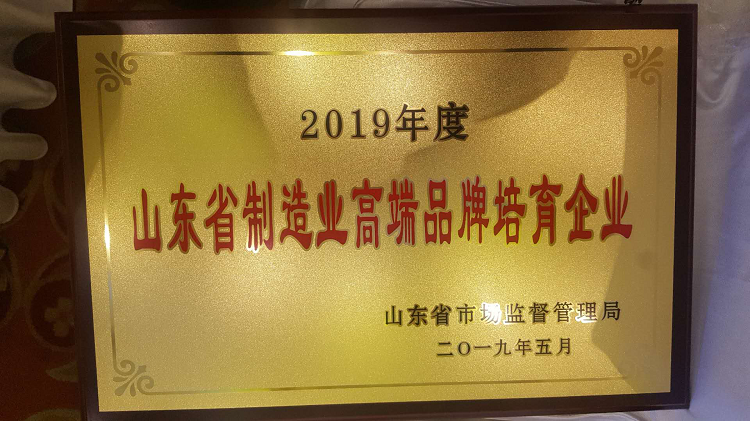 2019年度
山东省制造业高端品牌培育企业
山东省市场监督管理局
二〇一九年五月